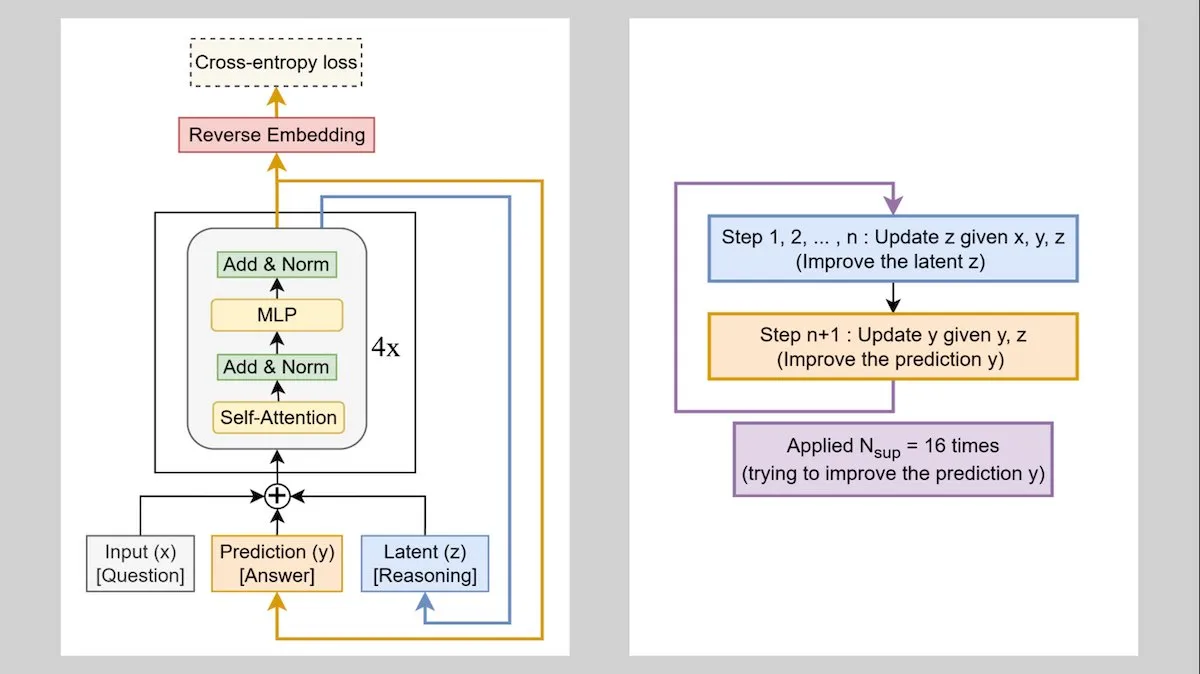 Cross-entropy loss
Reverse Embedding
Add & Norm
MLP
Add & Norm
Self-Attention
4x
Input (x)
[Question]
Prediction (y)
[Answer]
Latent (z)
[Reasoning]
Step 1, 2, ... , n : Update z given x, y, z
(Improve the latent z)
Step n+1 : Update y given y, z
(Improve the prediction y)
Applied Nsup = 16 times
(trying to improve the prediction y)